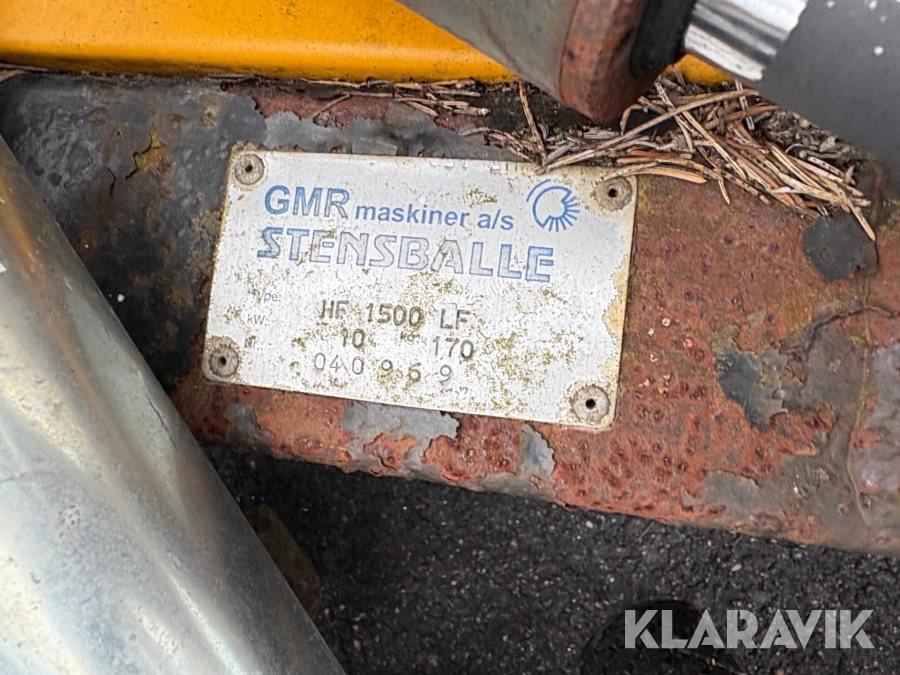 GMR maskiner a/s
STENSBALLE
Type: HF 1500 LF
kW: 10 170
040969
KLARAVIK